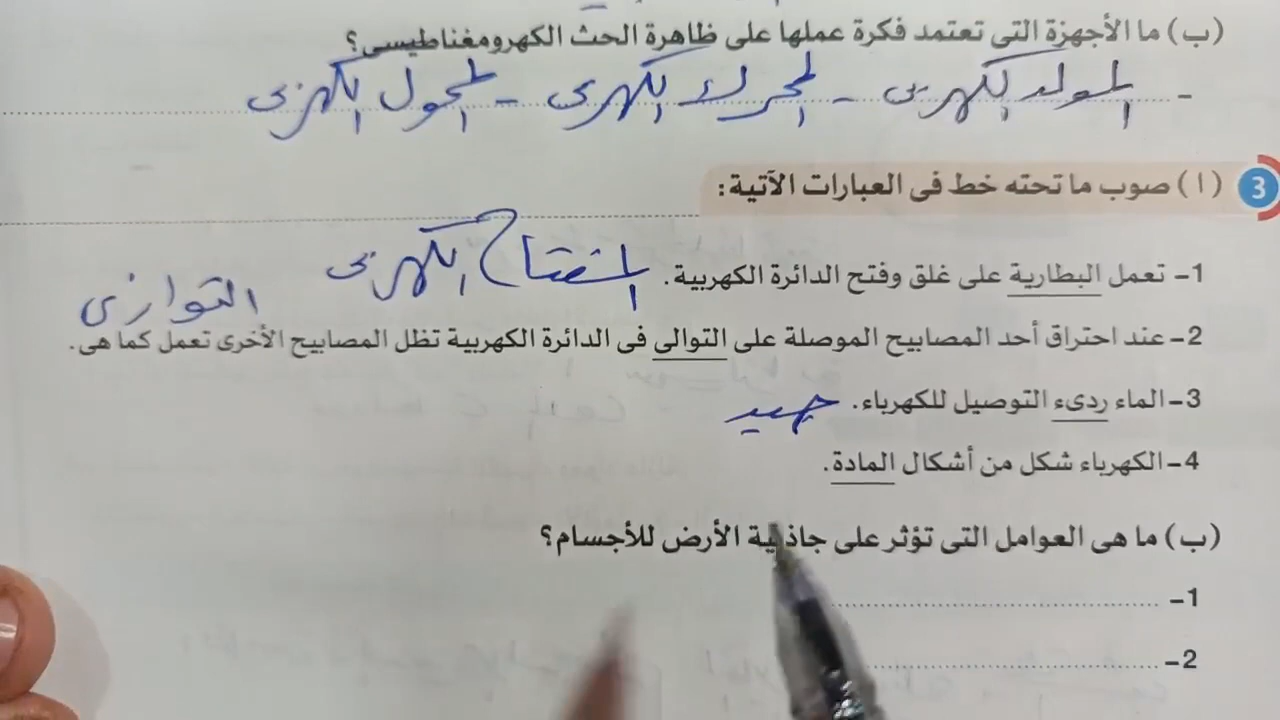 (ب) ما الأجهزة التى تعتمد فكرة عملها على ظاهرة الحث الكهرومغناطيسى؟
- المولد الكهربى - المحرك الكهربى - المحول الكهربى
3 (١) صوب ما تحته خط فى العبارات الآتية:
1- تعمل البطارية على غلق وفتح الدائرة الكهربية. المفتاح الكهربى
التوازى
2- عند احتراق أحد المصابيح الموصلة على التوالى فى الدائرة الكهربية تظل المصابيح الأخرى تعمل كما هى.
3- الماء ردىء التوصيل للكهرباء. جيد
4- الكهرباء شكل من أشكال المادة.
(ب) ما هى العوامل التى تؤثر على جاذبية الأرض للأجسام؟
1-
2-